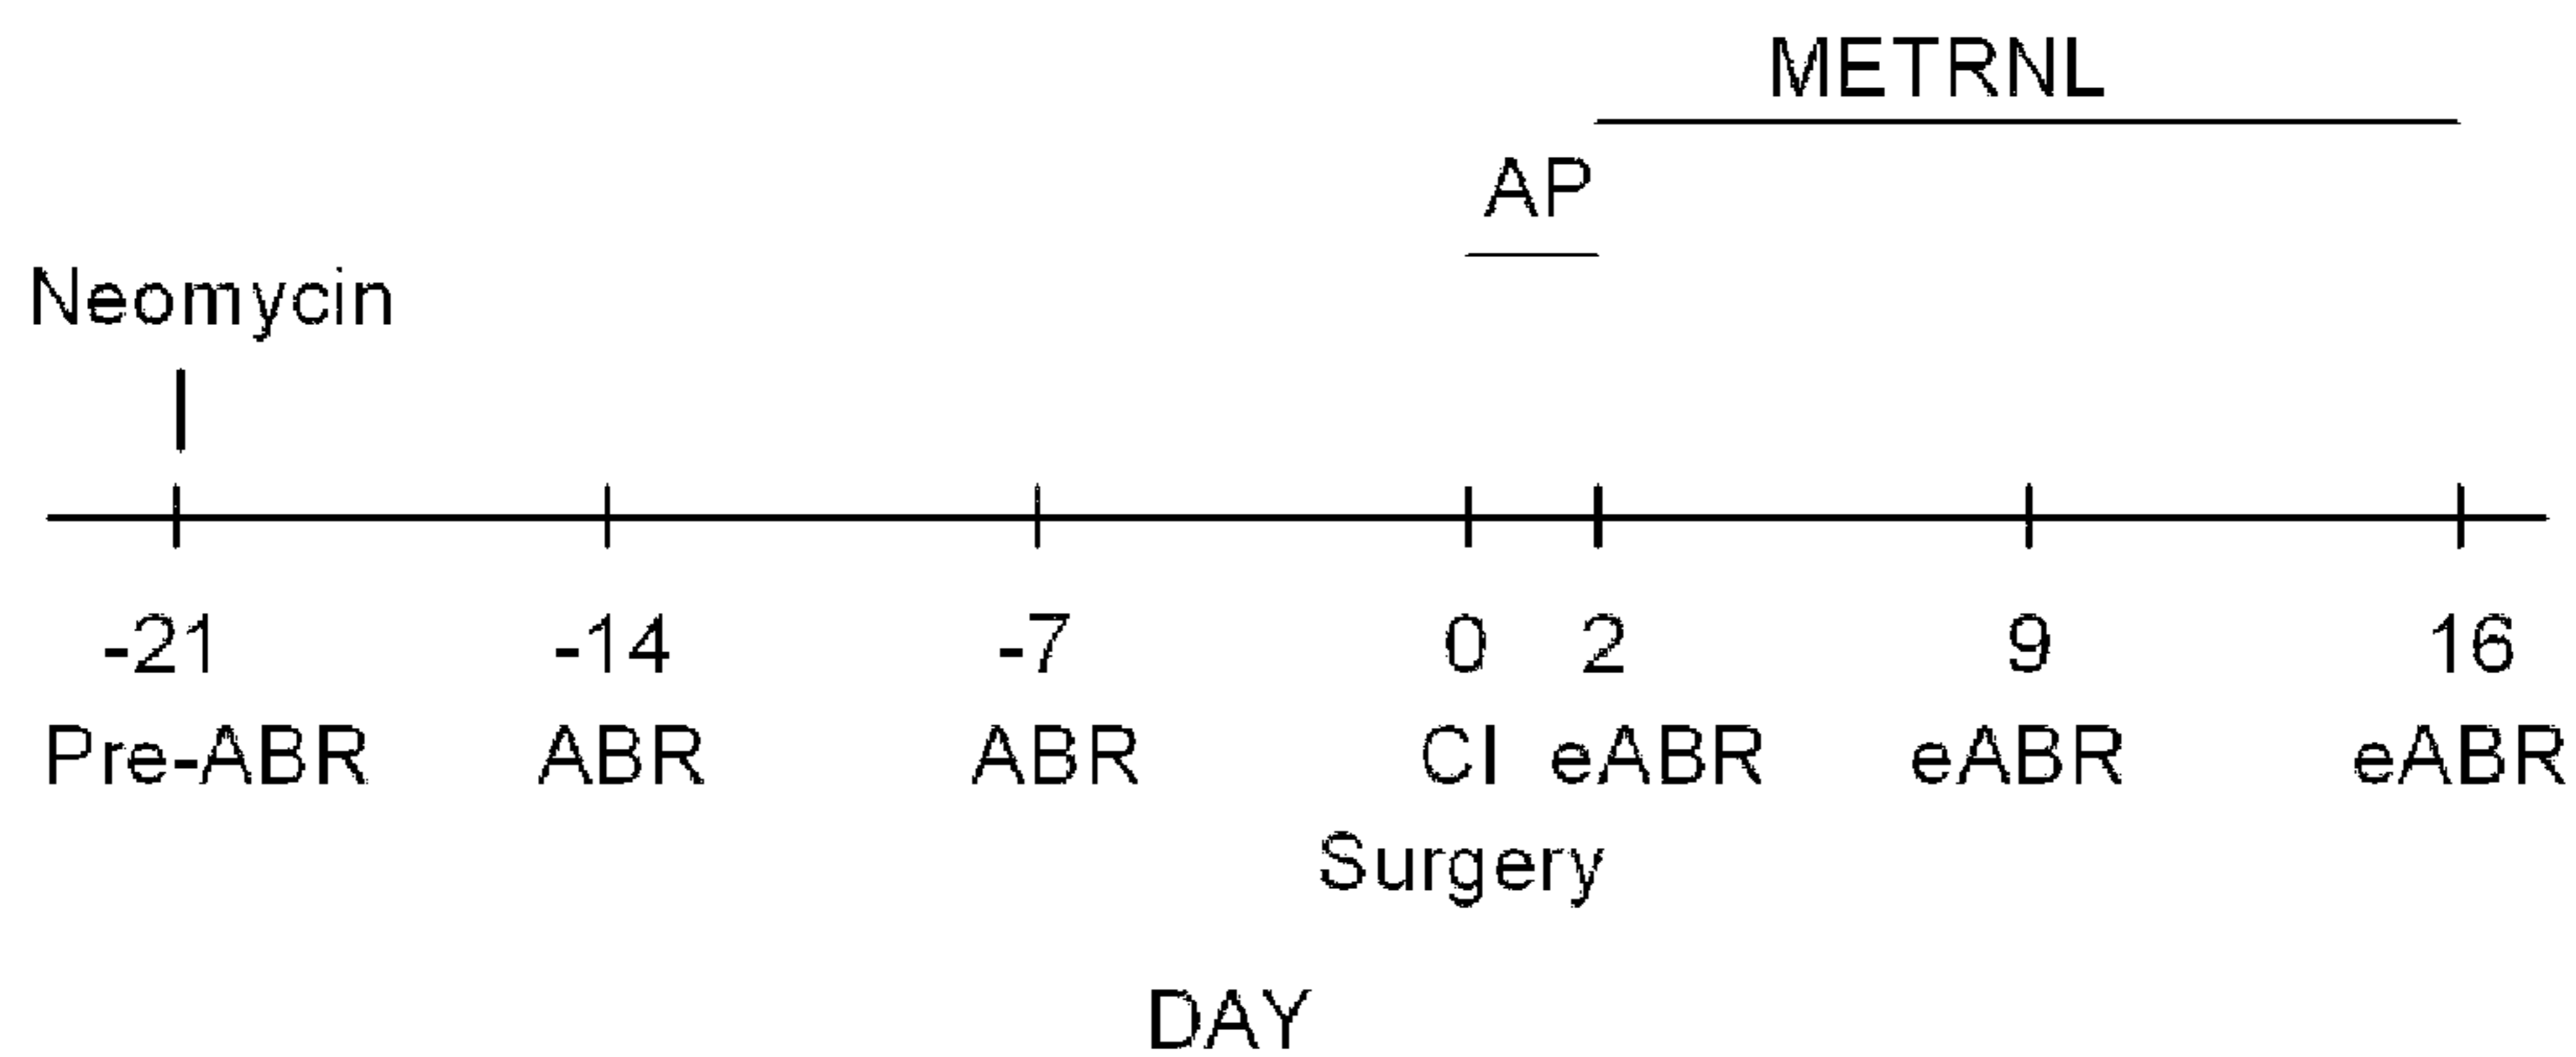 METRNL
AP
Neomycin
-21 -14 -7 0 2 9 16
Pre-ABR ABR ABR CI eABR eABR eABR
Surgery
DAY